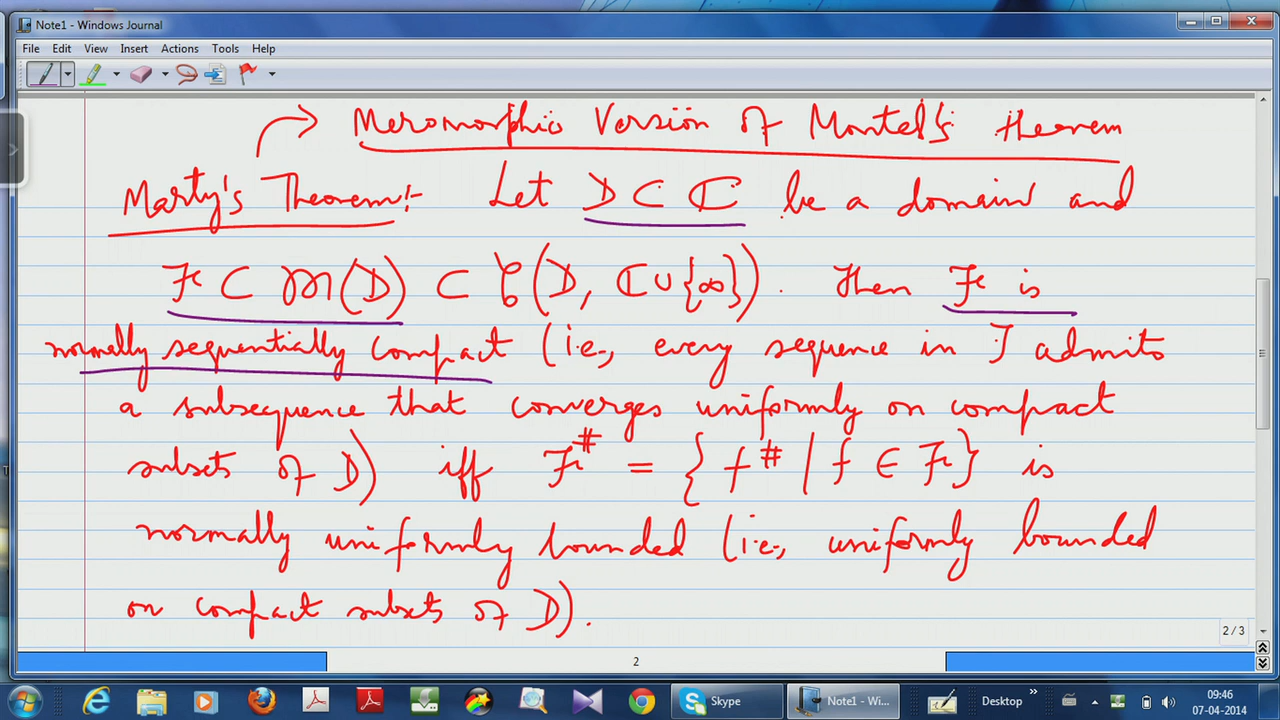 Note1 - Windows Journal
File Edit View Insert Actions Tools Help
Meromorphic Version of Montel's theorem
Marty's Theorem:- Let D ⊂ ℂ be a domain and
ℱ ⊂ ℳ(D) ⊂ 𝒞(D, ℂ∪{∞}). Then ℱ is
normally sequentially compact (i.e., every sequence in ℱ admits
a subsequence that converges uniformly on compact
subsets of D) iff ℱ# = {f# | f ∈ ℱ} is
normally uniformly bounded (i.e., uniformly bounded
on compact subsets of D).
2 / 3
2
Skype Note1 - Wi... Desktop 09:46
07-04-2014